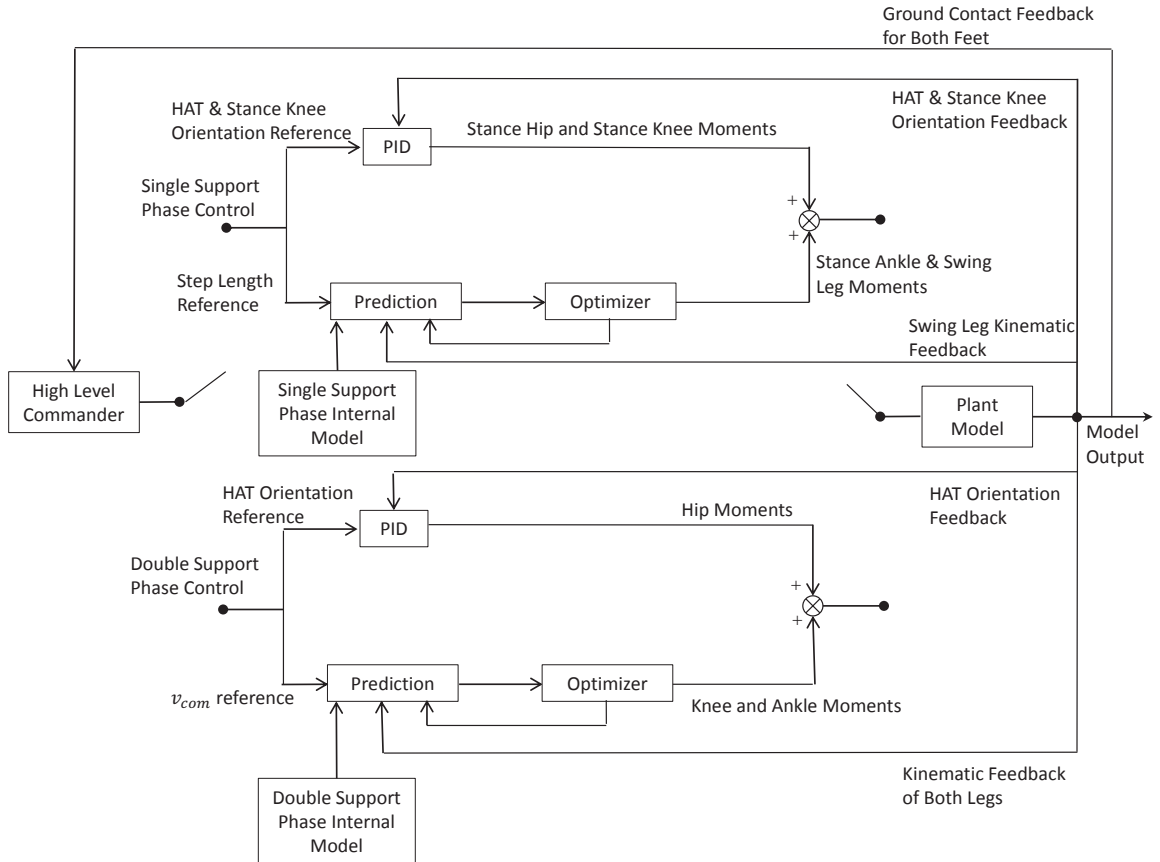 Ground Contact Feedback
for Both Feet
HAT & Stance Knee
Orientation Reference
PID
Stance Hip and Stance Knee Moments
HAT & Stance Knee
Orientation Feedback
Single Support
Phase Control
+
+
Step Length
Reference
Prediction
Optimizer
Stance Ankle & Swing
Leg Moments
Swing Leg Kinematic
Feedback
High Level
Commander
Single Support
Phase Internal
Model
Plant
Model
Model
Output
HAT Orientation
Reference
PID
Hip Moments
HAT Orientation
Feedback
Double Support
Phase Control
+
+
v_com reference
Prediction
Optimizer
Knee and Ankle Moments
Kinematic Feedback
of Both Legs
Double Support
Phase Internal
Model